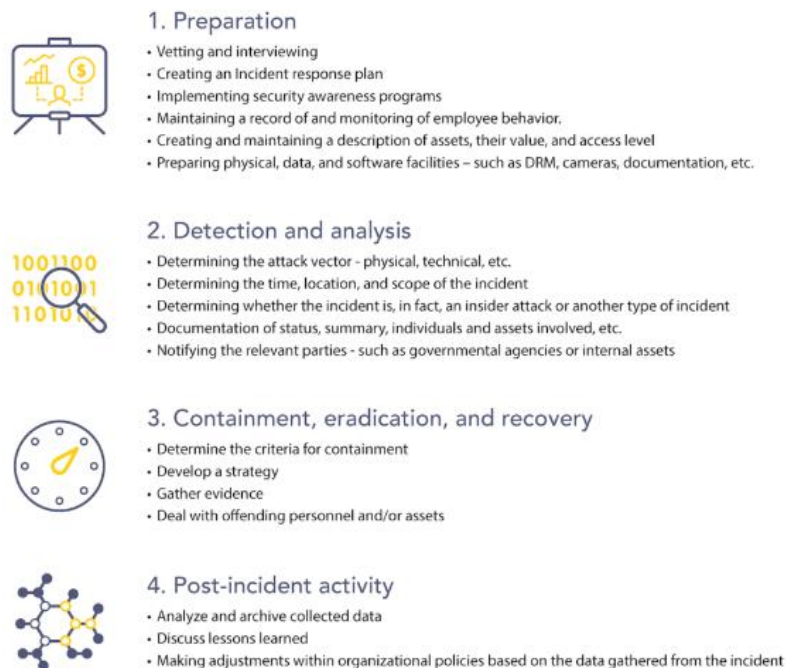 1. Preparation
• Vetting and interviewing
• Creating an Incident response plan
• Implementing security awareness programs
• Maintaining a record of and monitoring of employee behavior.
• Creating and maintaining a description of assets, their value, and access level
• Preparing physical, data, and software facilities – such as DRM, cameras, documentation, etc.
2. Detection and analysis
1001100
0101001
110101
• Determining the attack vector - physical, technical, etc.
• Determining the time, location, and scope of the incident
• Determining whether the incident is, in fact, an insider attack or another type of incident
• Documentation of status, summary, individuals and assets involved, etc.
• Notifying the relevant parties - such as governmental agencies or internal assets
3. Containment, eradication, and recovery
• Determine the criteria for containment
• Develop a strategy
• Gather evidence
• Deal with offending personnel and/or assets
4. Post-incident activity
• Analyze and archive collected data
• Discuss lessons learned
• Making adjustments within organizational policies based on the data gathered from the incident